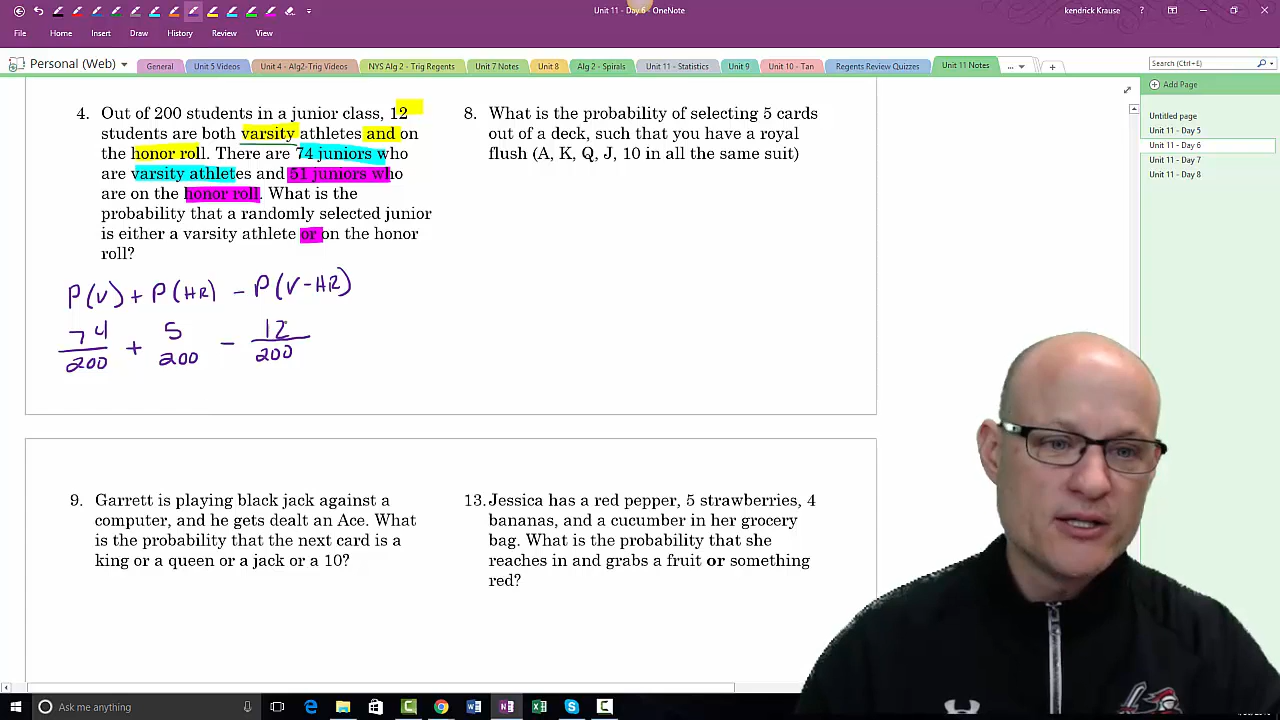 Unit 11 - Day 6 - OneNote
kendrick Krause
?
File Home Insert Draw History Review View
Personal (Web)
General
Unit 5 Videos
Unit 4 - Alg2-Trig Videos
NYS Alg 2 - Trig Regents
Unit 7 Notes
Unit 8
Alg 2 - Spirals
Unit 11 - Statistics
Unit 9
Unit 10 - Tan
Regents Review Quizzes
Unit 11 Notes
...
Search (Ctrl+E)
Add Page
Untitled page
Unit 11 - Day 5
Unit 11 - Day 6
Unit 11 - Day 7
Unit 11 - Day 8
4. Out of 200 students in a junior class, 12
students are both varsity athletes and on
the honor roll. There are 74 juniors who
are varsity athletes and 51 juniors who
are on the honor roll. What is the
probability that a randomly selected junior
is either a varsity athlete or on the honor
roll?
P(V) + P(HR) - P(V-HR)
74 5 12
+ -
200 200 200
8. What is the probability of selecting 5 cards
out of a deck, such that you have a royal
flush (A, K, Q, J, 10 in all the same suit)
9. Garrett is playing black jack against a
computer, and he gets dealt an Ace. What
is the probability that the next card is a
king or a queen or a jack or a 10?
13. Jessica has a red pepper, 5 strawberries, 4
bananas, and a cucumber in her grocery
bag. What is the probability that she
reaches in and grabs a fruit or something
red?
Ask me anything